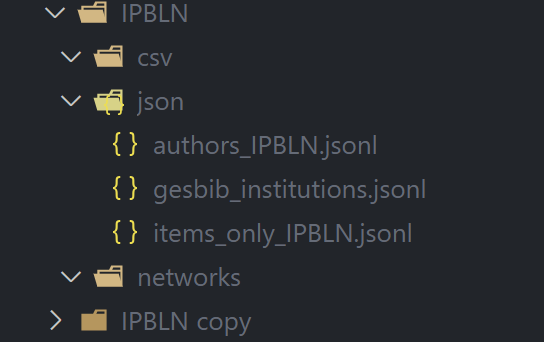 IPBLN
csv
json
authors_IPBLN.jsonl
gesbib_institutions.jsonl
items_only_IPBLN.jsonl
networks
IPBLN copy